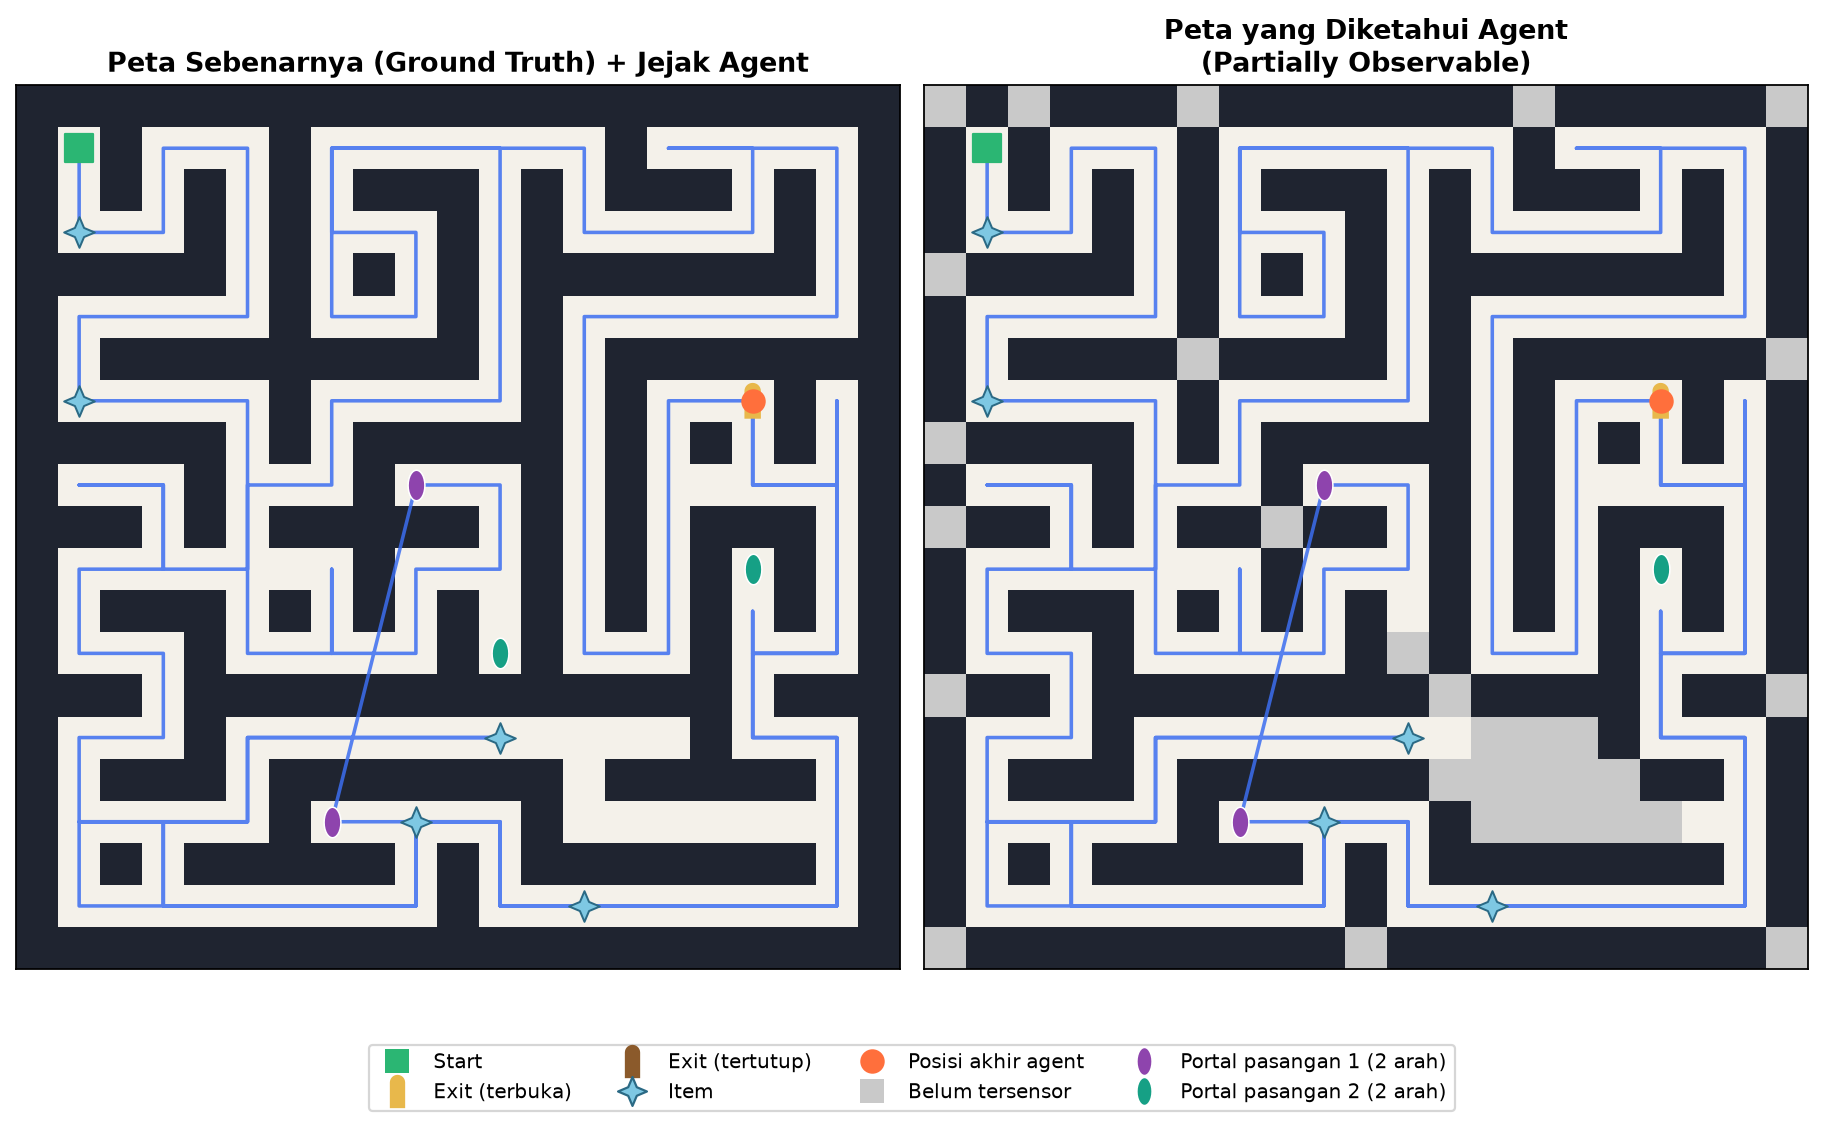 Peta Sebenarnya (Ground Truth) + Jejak Agent
Peta yang Diketahui Agent
(Partially Observable)
Start
Exit (terbuka)
Exit (tertutup)
Item
Posisi akhir agent
Belum tersensor
Portal pasangan 1 (2 arah)
Portal pasangan 2 (2 arah)